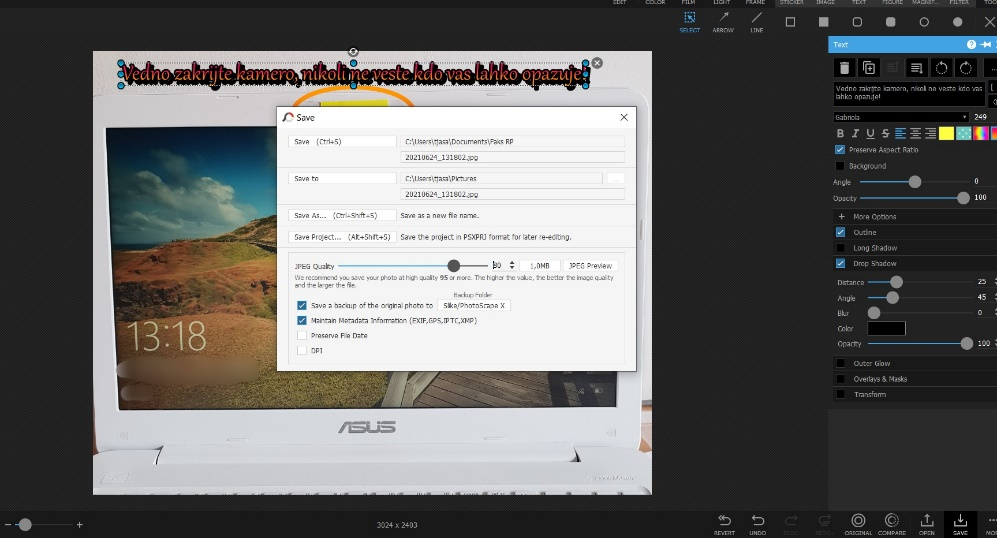 EDIT COLOR FILM LIGHT FRAME STICKER IMAGE TEXT FIGURE MAGNIF... FILTER TOO
SELECT ARROW LINE
Text
Vedno zakrijte kamero, nikoli ne veste kdo vas lahko opazuje!
Vedno zakrijte kamero, nikoli ne veste kdo vas
lahko opazuje!
Gabriola 249
B I U S
Preserve Aspect Ratio
Background
Angle 0
Opacity 100
+ More Options
Outline
Long Shadow
Drop Shadow
Distance 25
Angle 45
Blur 0
Color
Opacity 100
Outer Glow
Overlays & Masks
Transform
Save
Save (Ctrl+S) C:\Users\tjasa\Documents\Faks RP
20210624_131802.jpg
Save to C:\Users\tjasa\Pictures ...
20210624_131802.jpg
Save As... (Ctrl+Shift+S) Save as a new file name.
Save Project... (Alt+Shift+S) Save the project in PSXPRJ format for later re-editing.
JPEG Quality 80 1,0MB JPEG Preview
We recommend you save your photo at high quality 95 or more. The higher the value, the better the image quality
and the larger the file.
Backup Folder
Save a backup of the original photo to Slike/PhotoScape X
Maintain Metadata Information (EXIF,GPS,IPTC,XMP)
Preserve File Date
DPI
13:18
ASUS
3024 x 2403
REVERT UNDO ORIGINAL COMPARE OPEN SAVE